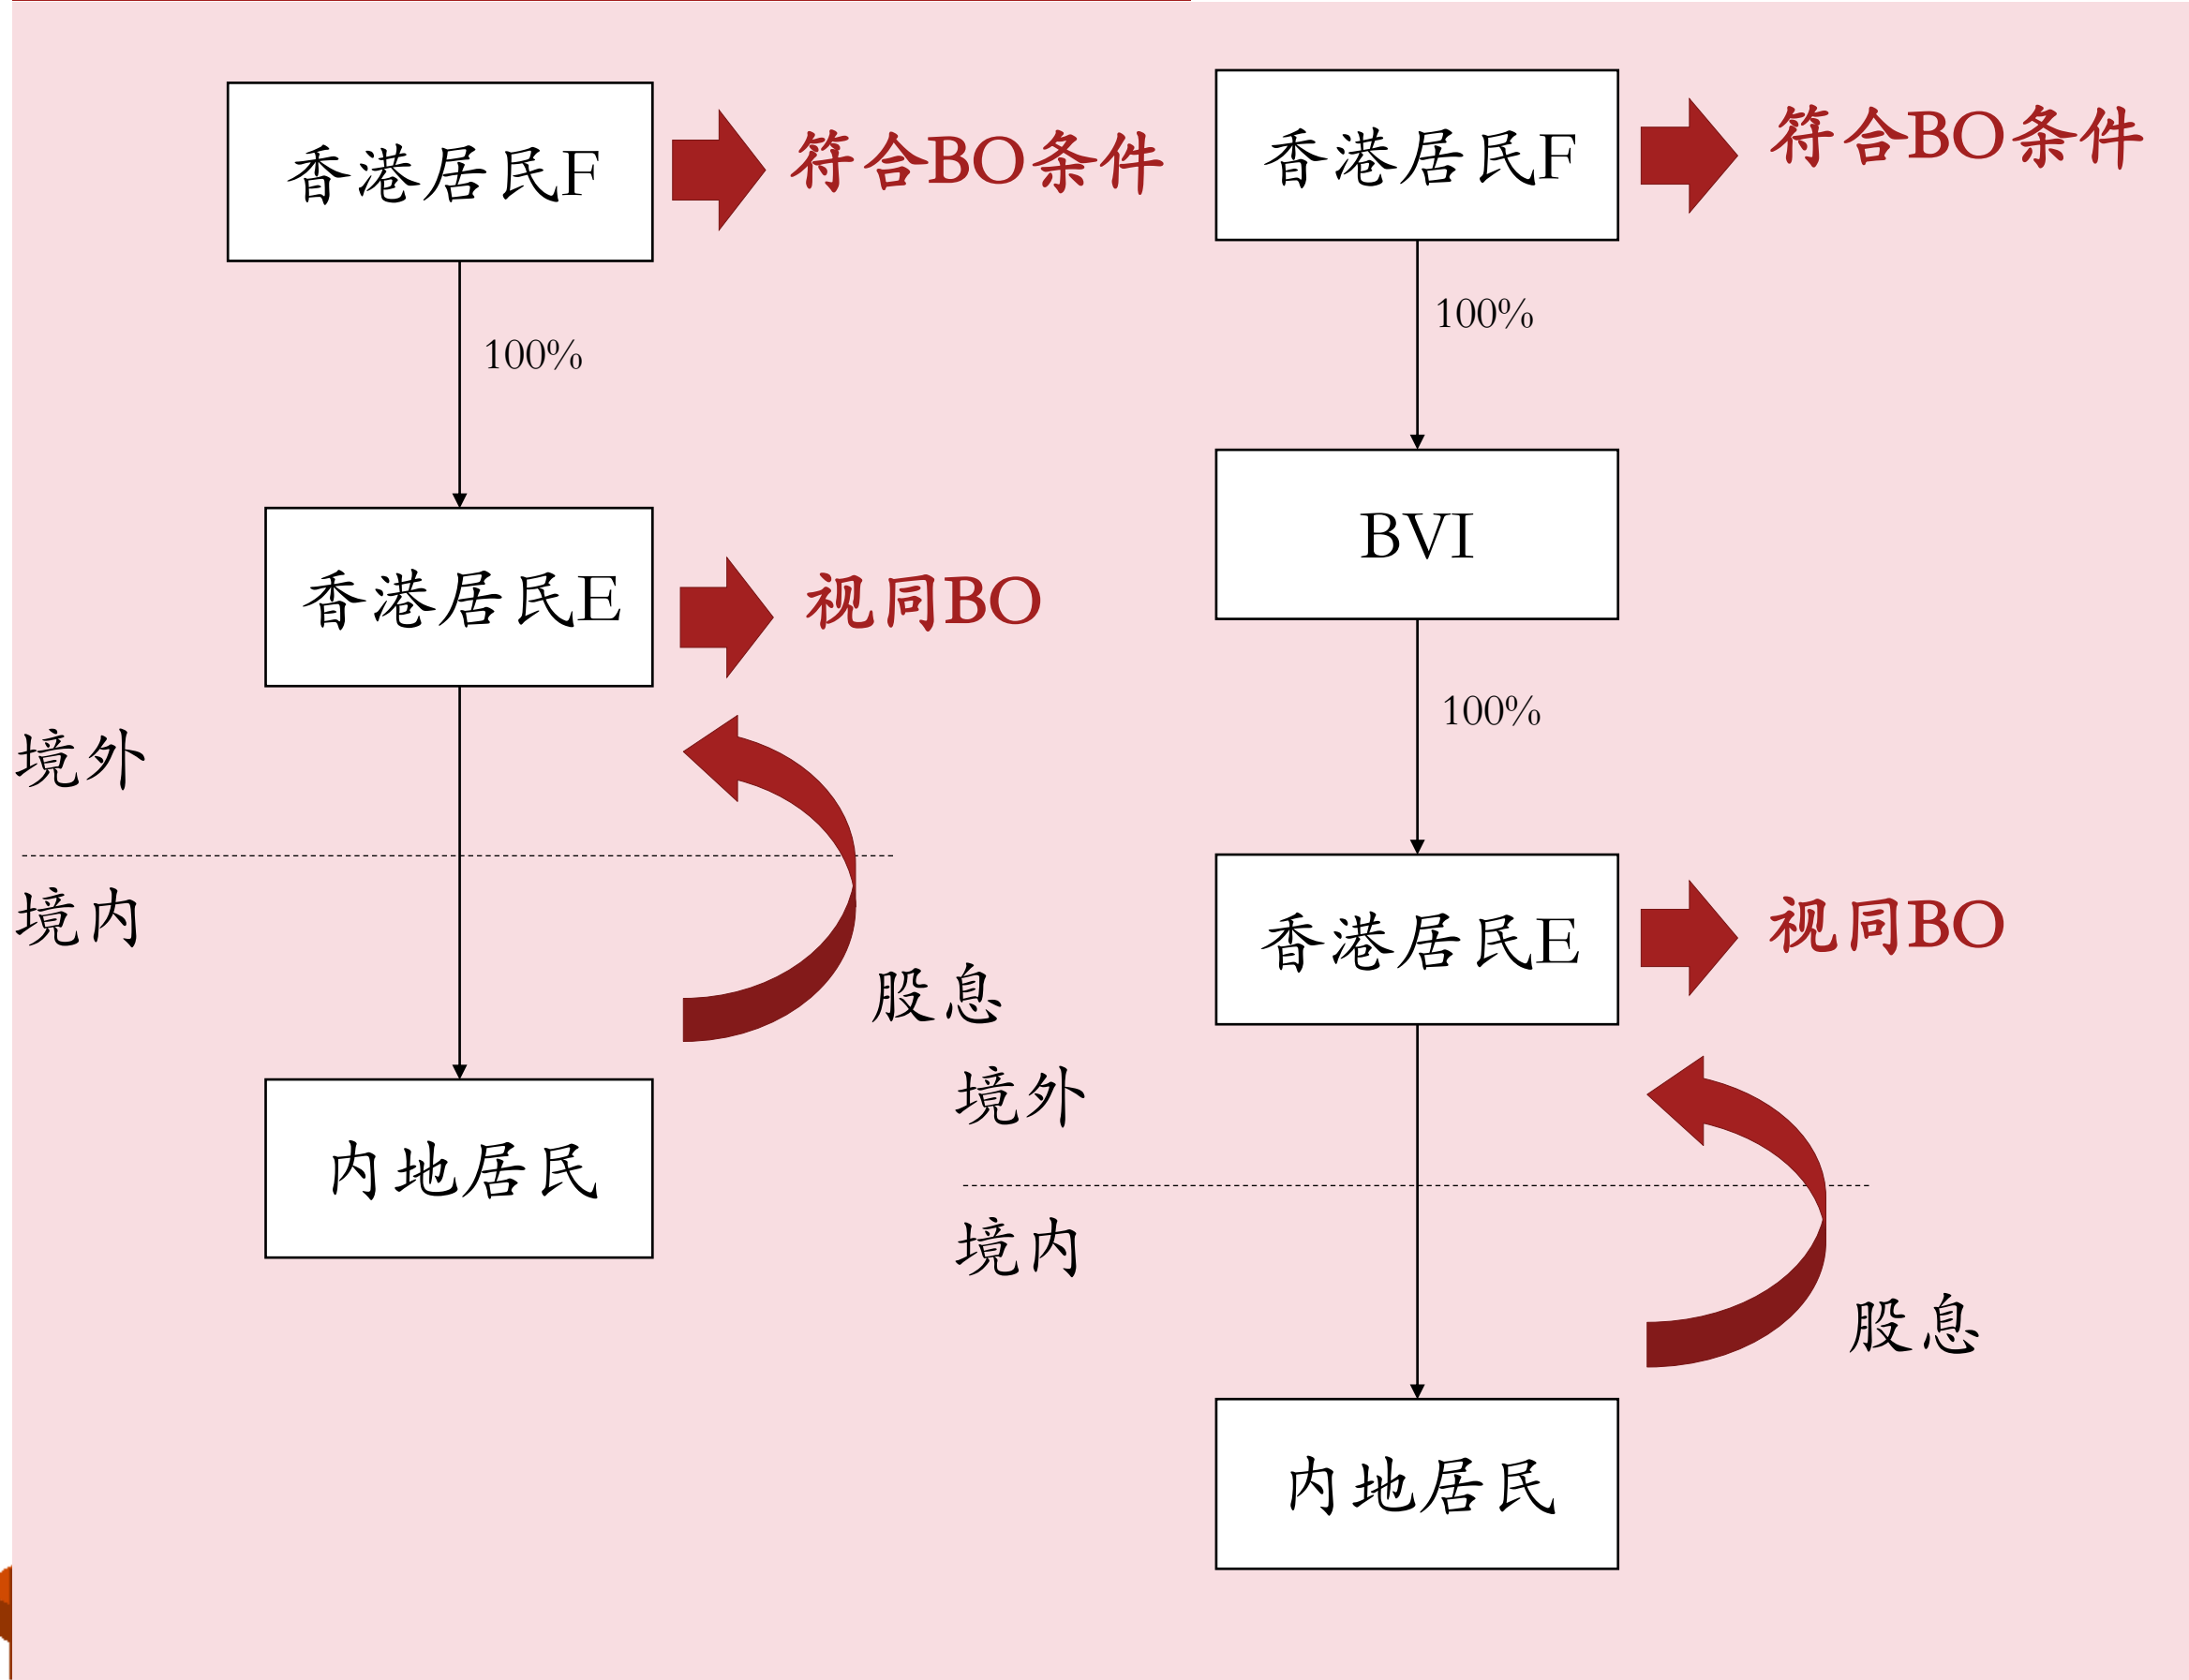 香港居民F
符合BO条件
100%
香港居民E
视同BO
境外
境内
股息
内地居民
香港居民F
符合BO条件
100%
BVI
100%
香港居民E
视同BO
境外
境内
股息
内地居民